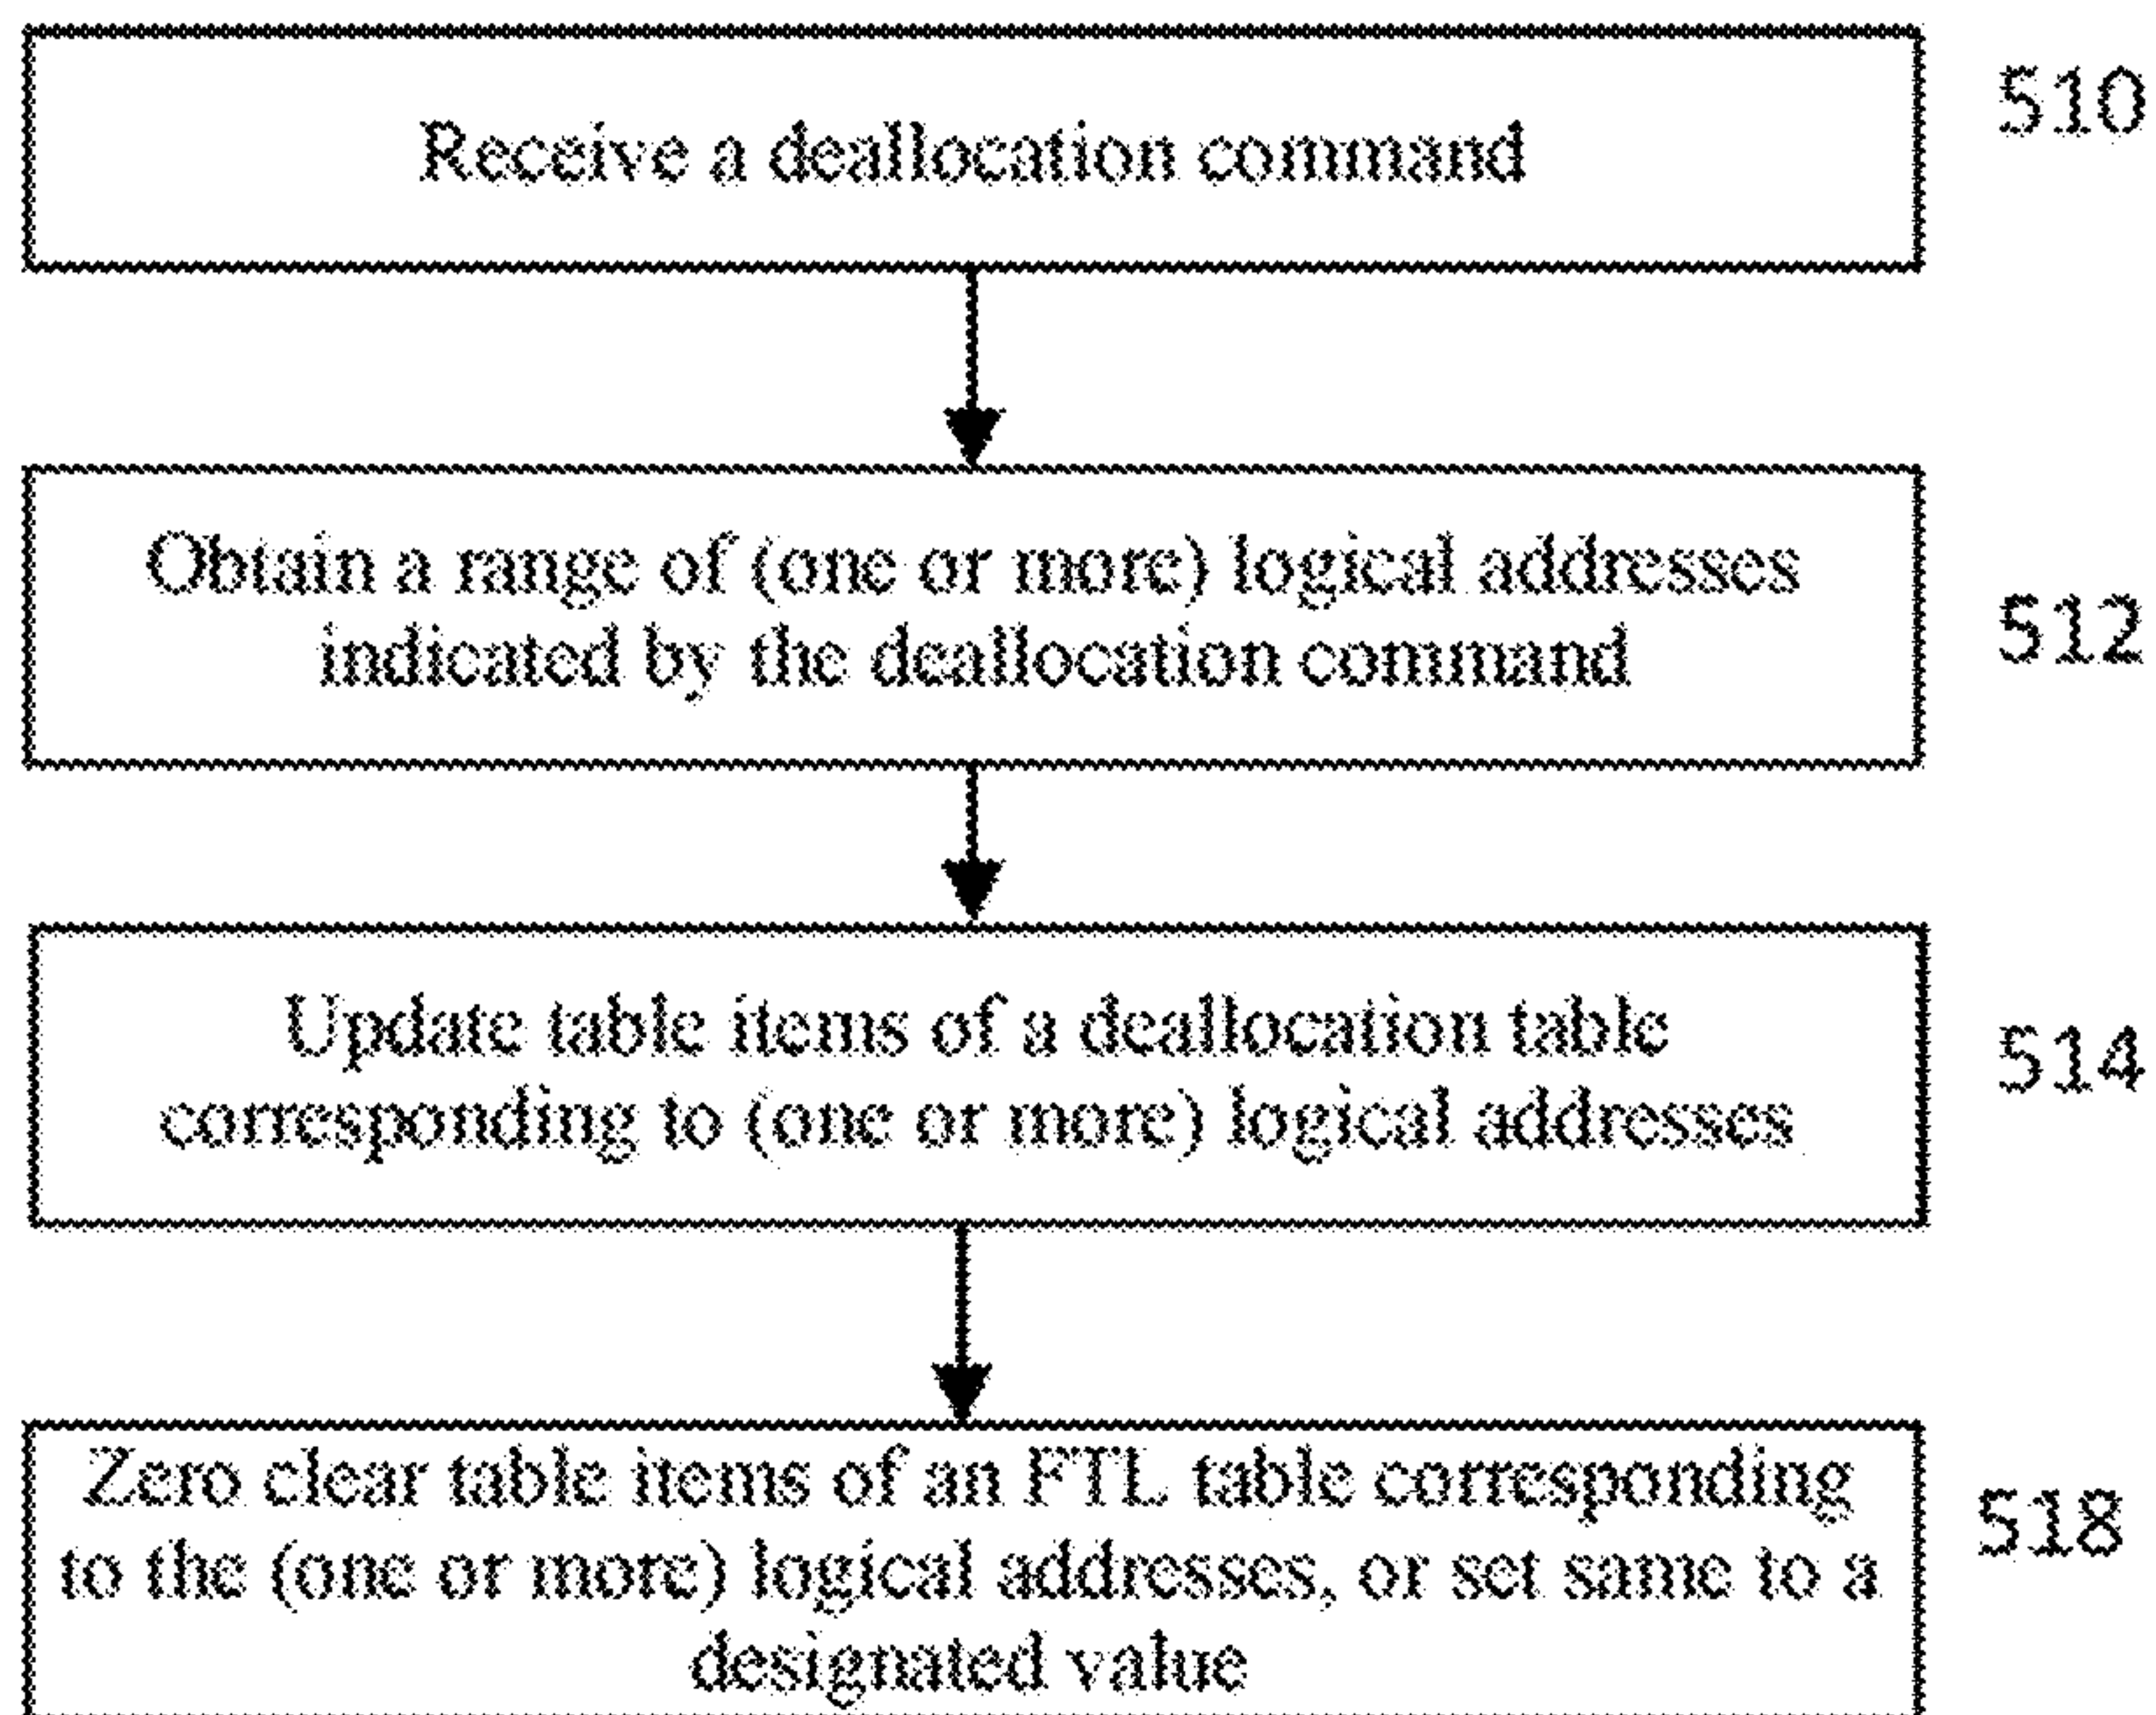 Receive a deallocation command
510
Obtain a range of (one or more) logical addresses
indicated by the deallocation command
512
Update table items of a deallocation table
corresponding to (one or more) logical addresses
514
Zero clear table items of an FTL table corresponding
to the (one or more) logical addresses, or set same to a
designated value
518